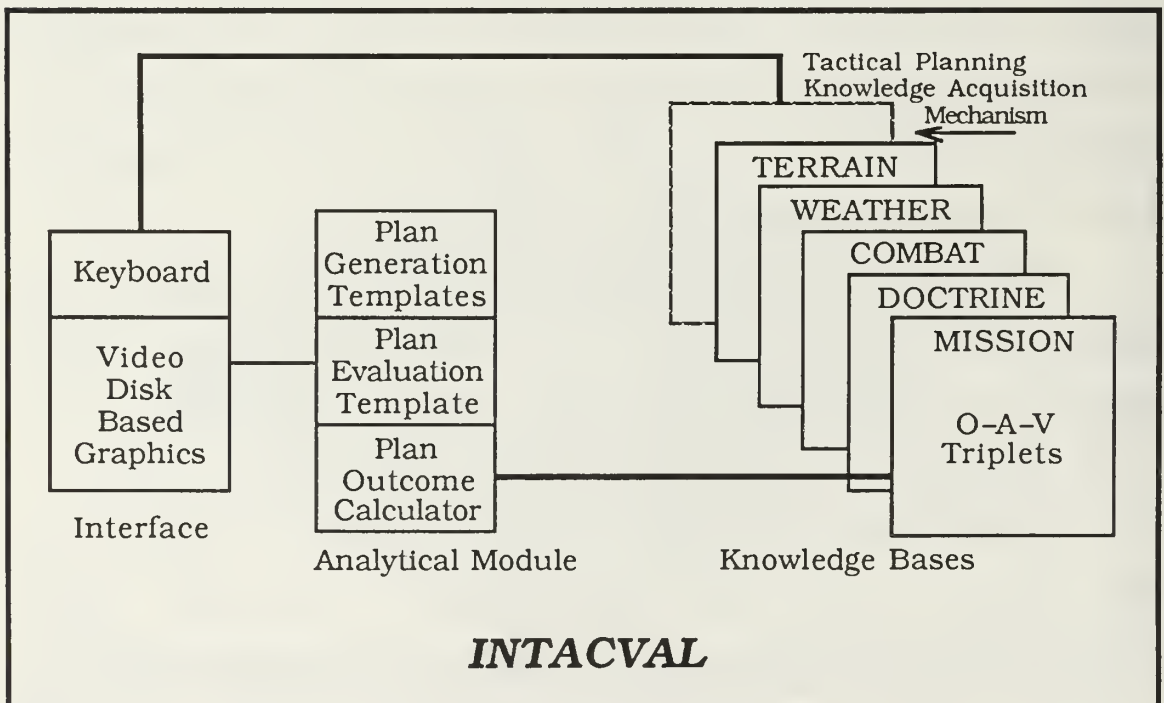 Tactical Planning
Knowledge Acquisition
Mechanism
TERRAIN
WEATHER
COMBAT
DOCTRINE
MISSION
O-A-V
Triplets
Knowledge Bases
Keyboard
Video
Disk
Based
Graphics
Interface
Plan
Generation
Templates
Plan
Evaluation
Template
Plan
Outcome
Calculator
Analytical Module
INTACVAL